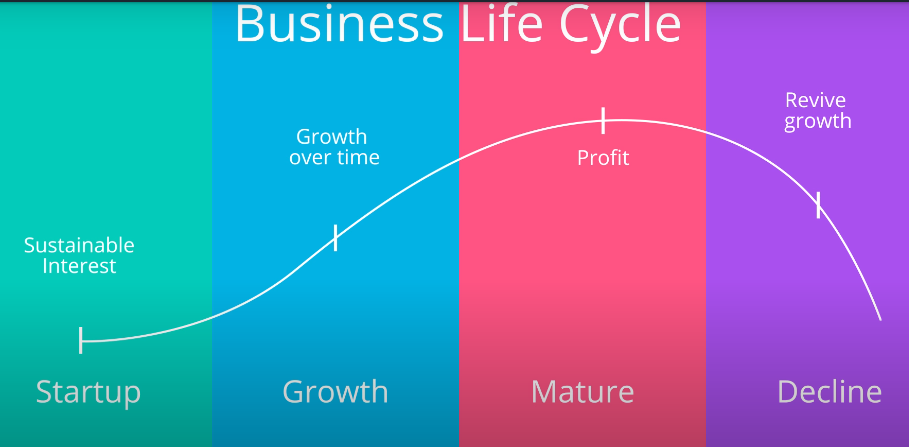 Business Life Cycle
Sustainable
Interest
Growth
over time
Profit
Revive
growth
Startup
Growth
Mature
Decline